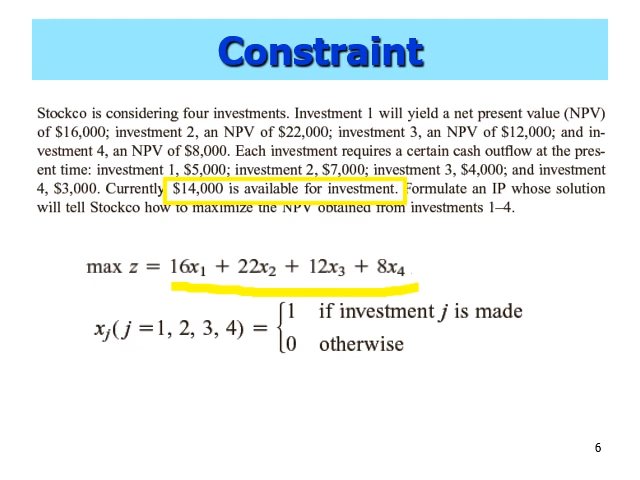 Constraint
Stockco is considering four investments. Investment 1 will yield a net present value (NPV)
of $16,000; investment 2, an NPV of $22,000; investment 3, an NPV of $12,000; and in-
vestment 4, an NPV of $8,000. Each investment requires a certain cash outflow at the pres-
ent time: investment 1, $5,000; investment 2, $7,000; investment 3, $4,000; and investment
4, $3,000. Currently $14,000 is available for investment. Formulate an IP whose solution
will tell Stockco how to maximize the NPV obtained from investments 1–4.
max z = 16x₁ + 22x₂ + 12x₃ + 8x₄
xⱼ(j = 1, 2, 3, 4) = {1 if investment j is made
0 otherwise
6